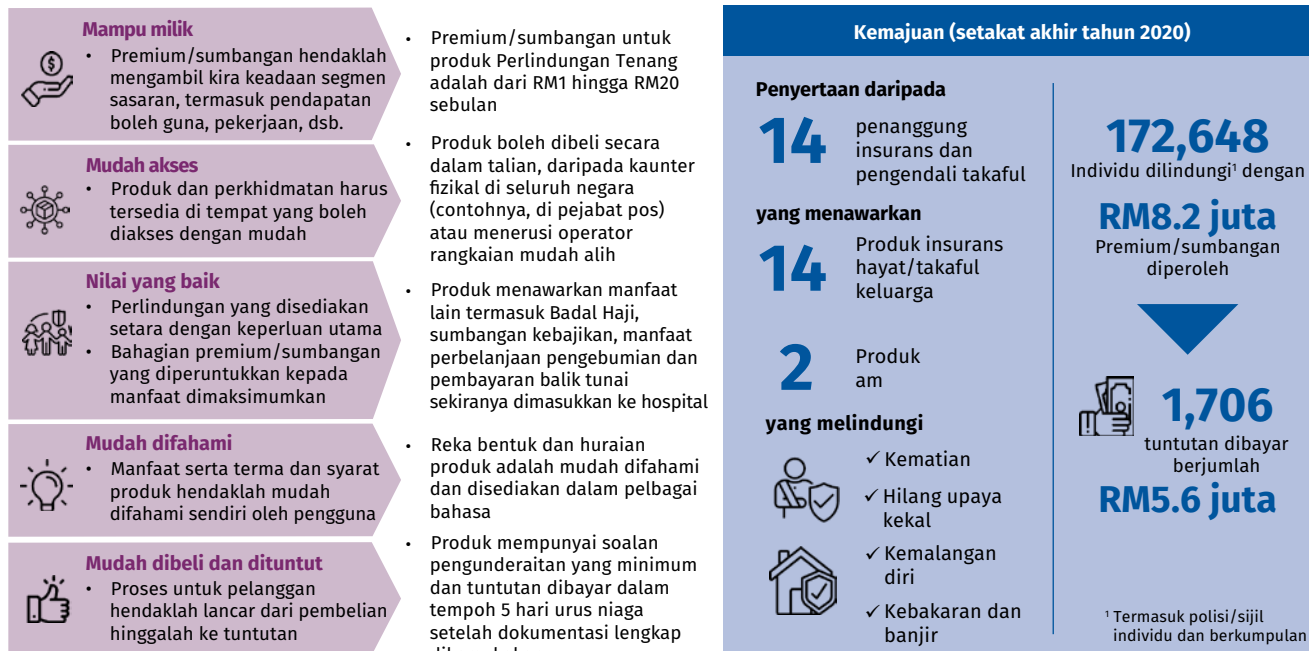 Mampu milik
• Premium/sumbangan hendaklah
mengambil kira keadaan segmen
sasaran, termasuk pendapatan
boleh guna, pekerjaan, dsb.
• Premium/sumbangan untuk
produk Perlindungan Tenang
adalah dari RM1 hingga RM20
sebulan
Mudah akses
• Produk dan perkhidmatan harus
tersedia di tempat yang boleh
diakses dengan mudah
• Produk boleh dibeli secara
dalam talian, daripada kaunter
fizikal di seluruh negara
(contohnya, di pejabat pos)
atau menerusi operator
rangkaian mudah alih
Nilai yang baik
• Perlindungan yang disediakan
setara dengan keperluan utama
• Bahagian premium/sumbangan
yang diperuntukkan kepada
manfaat dimaksimumkan
• Produk menawarkan manfaat
lain termasuk Badal Haji,
sumbangan kebajikan, manfaat
perbelanjaan pengebumian dan
pembayaran balik tunai
sekiranya dimasukkan ke hospital
Mudah difahami
• Manfaat serta terma dan syarat
produk hendaklah mudah
difahami sendiri oleh pengguna
• Reka bentuk dan huraian
produk adalah mudah difahami
dan disediakan dalam pelbagai
bahasa
Mudah dibeli dan dituntut
• Proses untuk pelanggan
hendaklah lancar dari pembelian
hinggalah ke tuntutan
• Produk mempunyai soalan
pengunderaitan yang minimum
dan tuntutan dibayar dalam
tempoh 5 hari urus niaga
setelah dokumentasi lengkap
Kemajuan (setakat akhir tahun 2020)
Penyertaan daripada
14
penanggung
insurans dan
pengendali takaful
yang menawarkan
14
Produk insurans
hayat/takaful
keluarga
2
Produk
am
yang melindungi
✓ Kematian
✓ Hilang upaya
kekal
✓ Kemalangan
diri
✓ Kebakaran dan
banjir
172,648
Individu dilindungi¹ dengan
RM8.2 juta
Premium/sumbangan
diperoleh
1,706
tuntutan dibayar
berjumlah
RM5.6 juta
¹ Termasuk polisi/sijil
individu dan berkumpulan